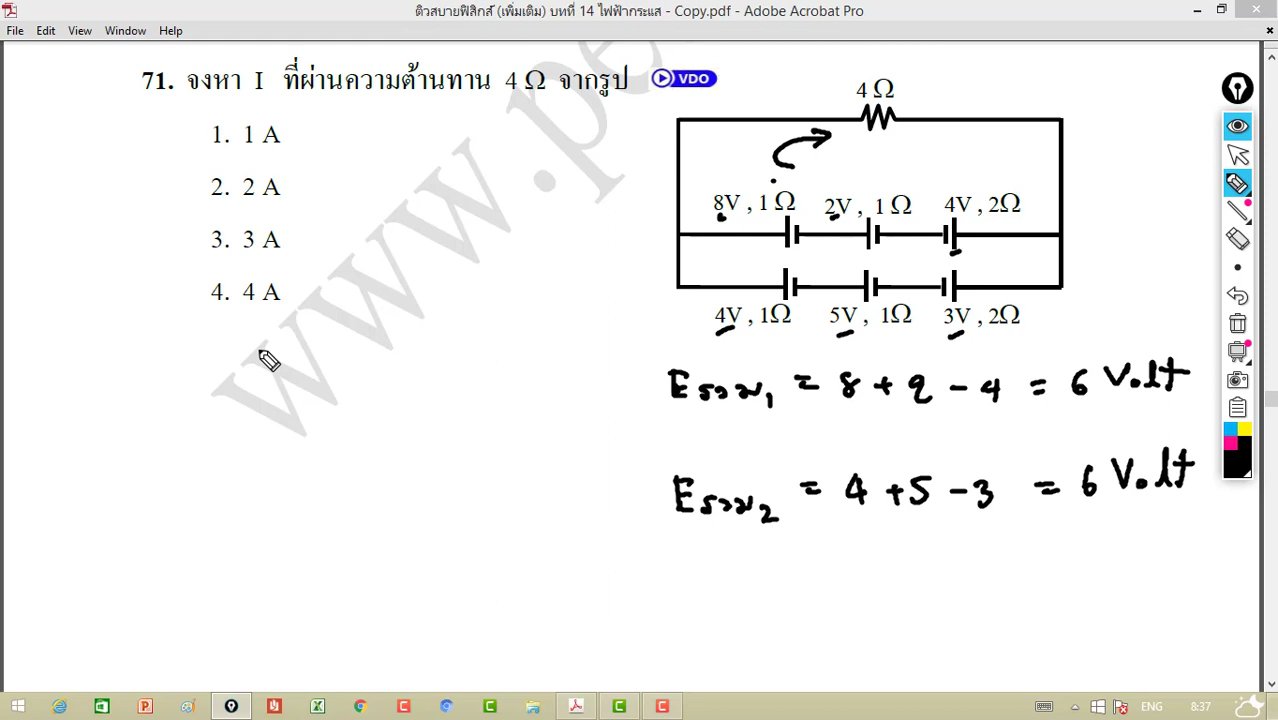 ติวสบายฟิสิกส์ (เพิ่มเติม) บทที่ 14 ไฟฟ้ากระแส - Copy.pdf - Adobe Acrobat Pro
File Edit View Window Help
71. จงหา I ที่ผ่านความต้านทาน 4 Ω จากรูป VDO
4 Ω
1. 1 A
2. 2 A
3. 3 A
4. 4 A
8V , 1 Ω 2V , 1 Ω 4V , 2Ω
4V , 1Ω 5V , 1Ω 3V , 2Ω
Eรวม1 = 8 + 2 - 4 = 6 Volt
Eรวม2 = 4 + 5 - 3 = 6 Volt
www.pe
ENG 8:37